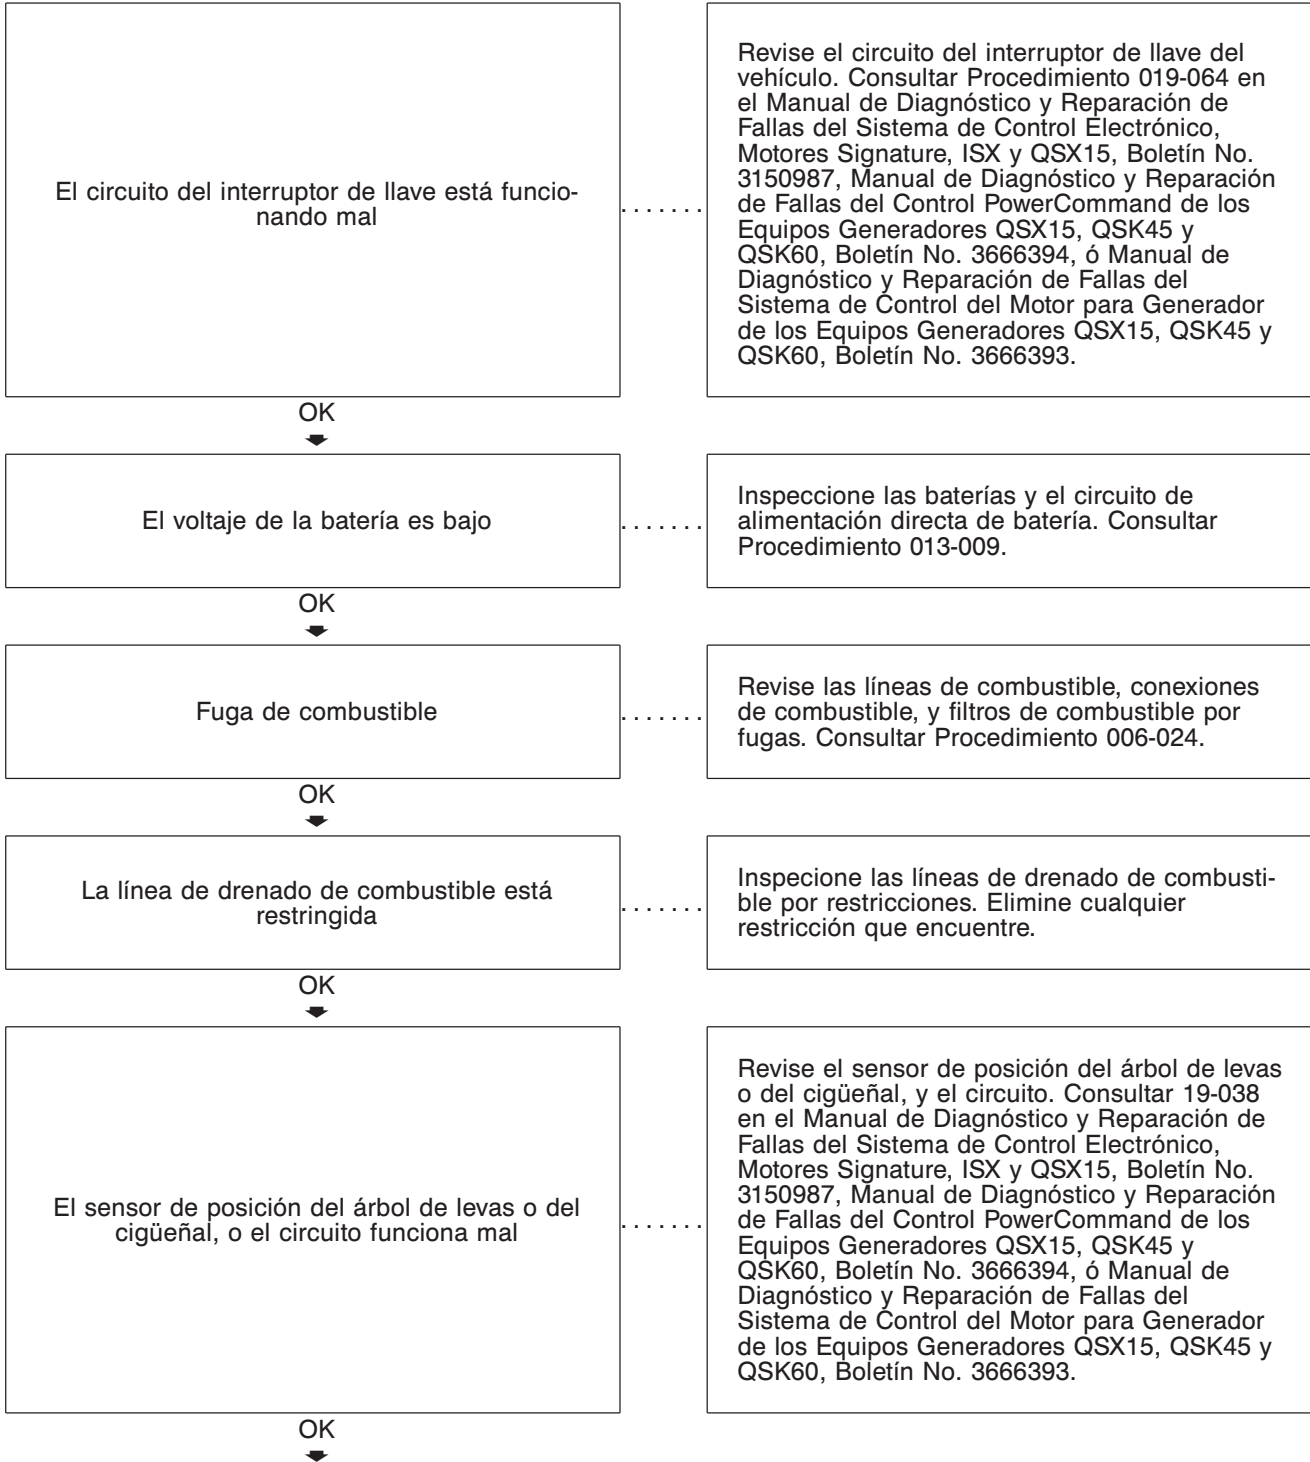 El circuito del interruptor de llave está funcio-
nando mal
.......
Revise el circuito del interruptor de llave del
vehículo. Consultar Procedimiento 019-064 en
el Manual de Diagnóstico y Reparación de
Fallas del Sistema de Control Electrónico,
Motores Signature, ISX y QSX15, Boletín No.
3150987, Manual de Diagnóstico y Reparación
de Fallas del Control PowerCommand de los
Equipos Generadores QSX15, QSK45 y
QSK60, Boletín No. 3666394, ó Manual de
Diagnóstico y Reparación de Fallas del
Sistema de Control del Motor para Generador
de los Equipos Generadores QSX15, QSK45 y
QSK60, Boletín No. 3666393.
OK
El voltaje de la batería es bajo
.......
Inspeccione las baterías y el circuito de
alimentación directa de batería. Consultar
Procedimiento 013-009.
OK
Fuga de combustible
.......
Revise las líneas de combustible, conexiones
de combustible, y filtros de combustible por
fugas. Consultar Procedimiento 006-024.
OK
La línea de drenado de combustible está
restringida
.......
Inspecione las líneas de drenado de combusti-
ble por restricciones. Elimine cualquier
restricción que encuentre.
OK
El sensor de posición del árbol de levas o del
cigüeñal, o el circuito funciona mal
.......
Revise el sensor de posición del árbol de levas
o del cigüeñal, y el circuito. Consultar 19-038
en el Manual de Diagnóstico y Reparación de
Fallas del Sistema de Control Electrónico,
Motores Signature, ISX y QSX15, Boletín No.
3150987, Manual de Diagnóstico y Reparación
de Fallas del Control PowerCommand de los
Equipos Generadores QSX15, QSK45 y
QSK60, Boletín No. 3666394, ó Manual de
Diagnóstico y Reparación de Fallas del
Sistema de Control del Motor para Generador
de los Equipos Generadores QSX15, QSK45 y
QSK60, Boletín No. 3666393.
OK